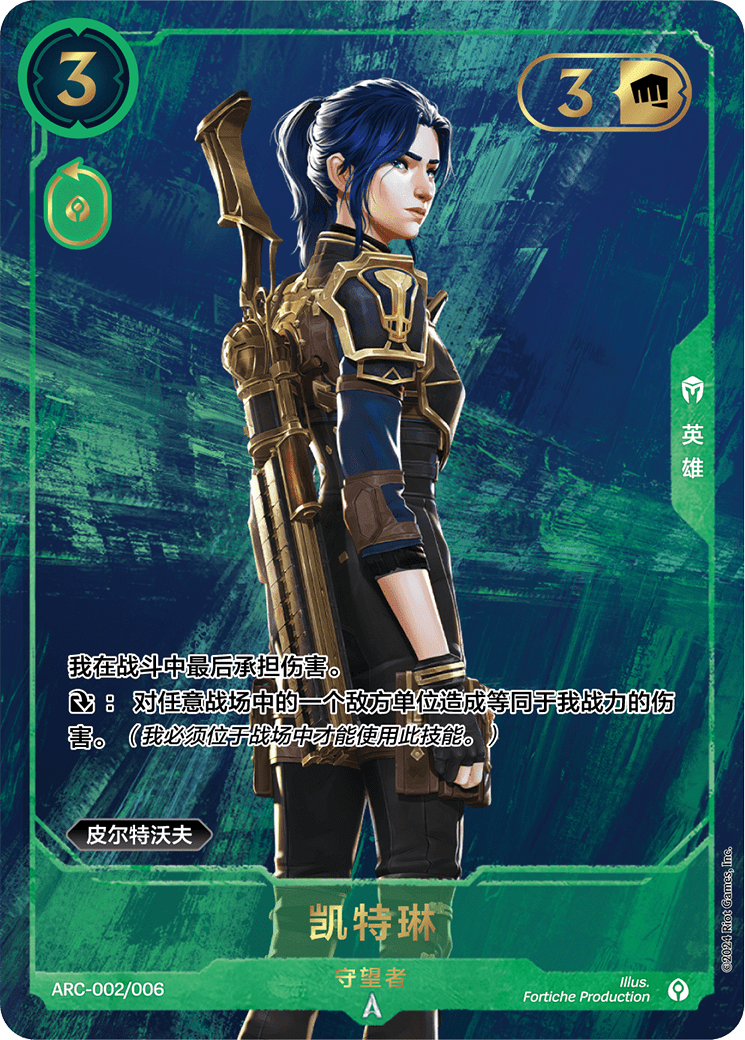 3
3
英雄
我在战斗中最后承担伤害。
： 对任意战场中的一个敌方单位造成等同于我战力的伤
害。（我必须位于战场中才能使用此技能。）
皮尔特沃夫
凯特琳
守望者
ARC-002/006
Illus.
Fortiche Production
©2024 Riot Games, Inc.